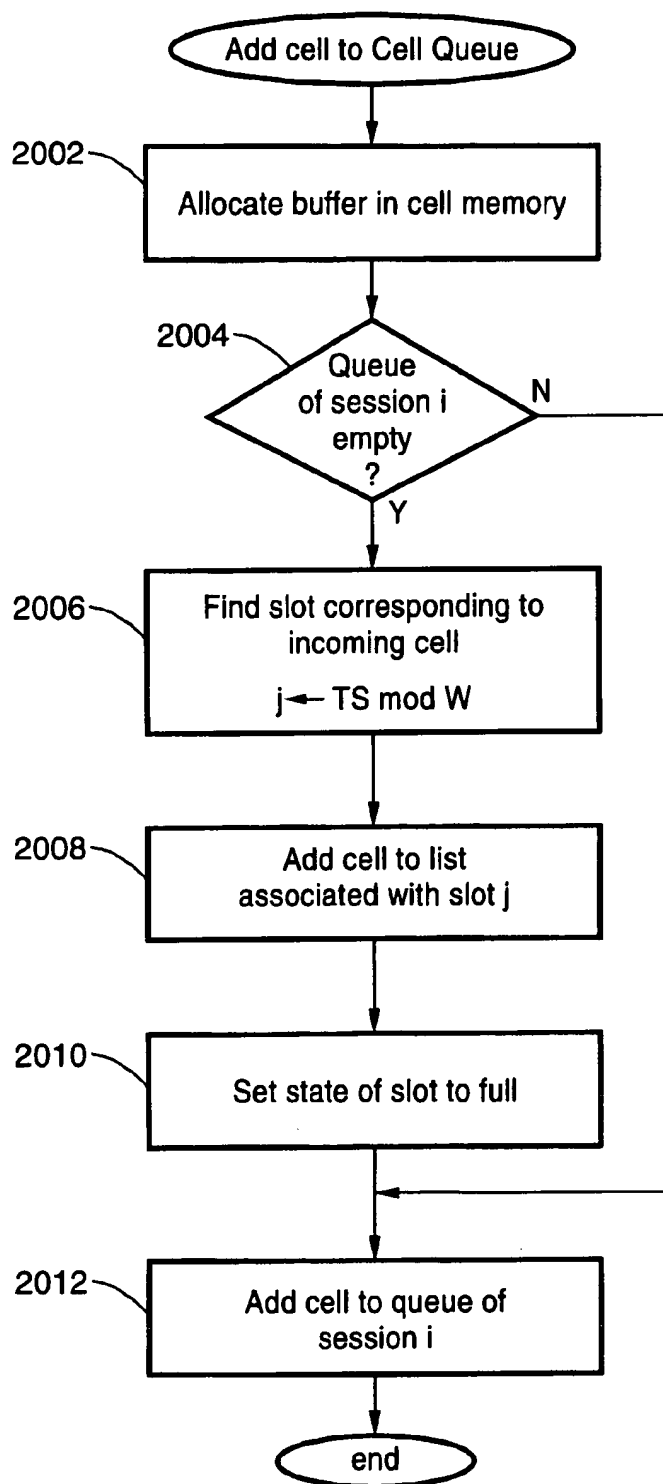 Add cell to Cell Queue
2002
Allocate buffer in cell memory
2004
Queue
of session i
empty
?
N
Y
2006
Find slot corresponding to
incoming cell
j ← TS mod W
2008
Add cell to list
associated with slot j
2010
Set state of slot to full
2012
Add cell to queue of
session i
end